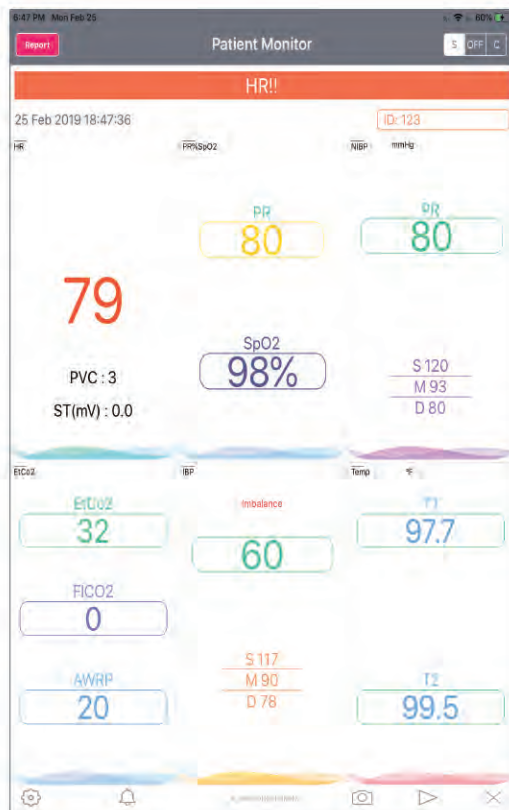 6:47 PM Mon Feb 25
60%
Report
Patient Monitor
S OFF C
HR!!
25 Feb 2019 18:47:36
ID: 123
HR
PR%SpO2
NIBP mmHg
79
PVC : 3
ST(mV) : 0.0
PR
80
SpO2
98%
PR
80
S 120
M 93
D 80
EtCo2
IBP
Temp °F
EtCo2
32
FICO2
0
AWRP
20
Imbalance
60
S 117
M 90
D 78
T1
97.7
T2
99.5